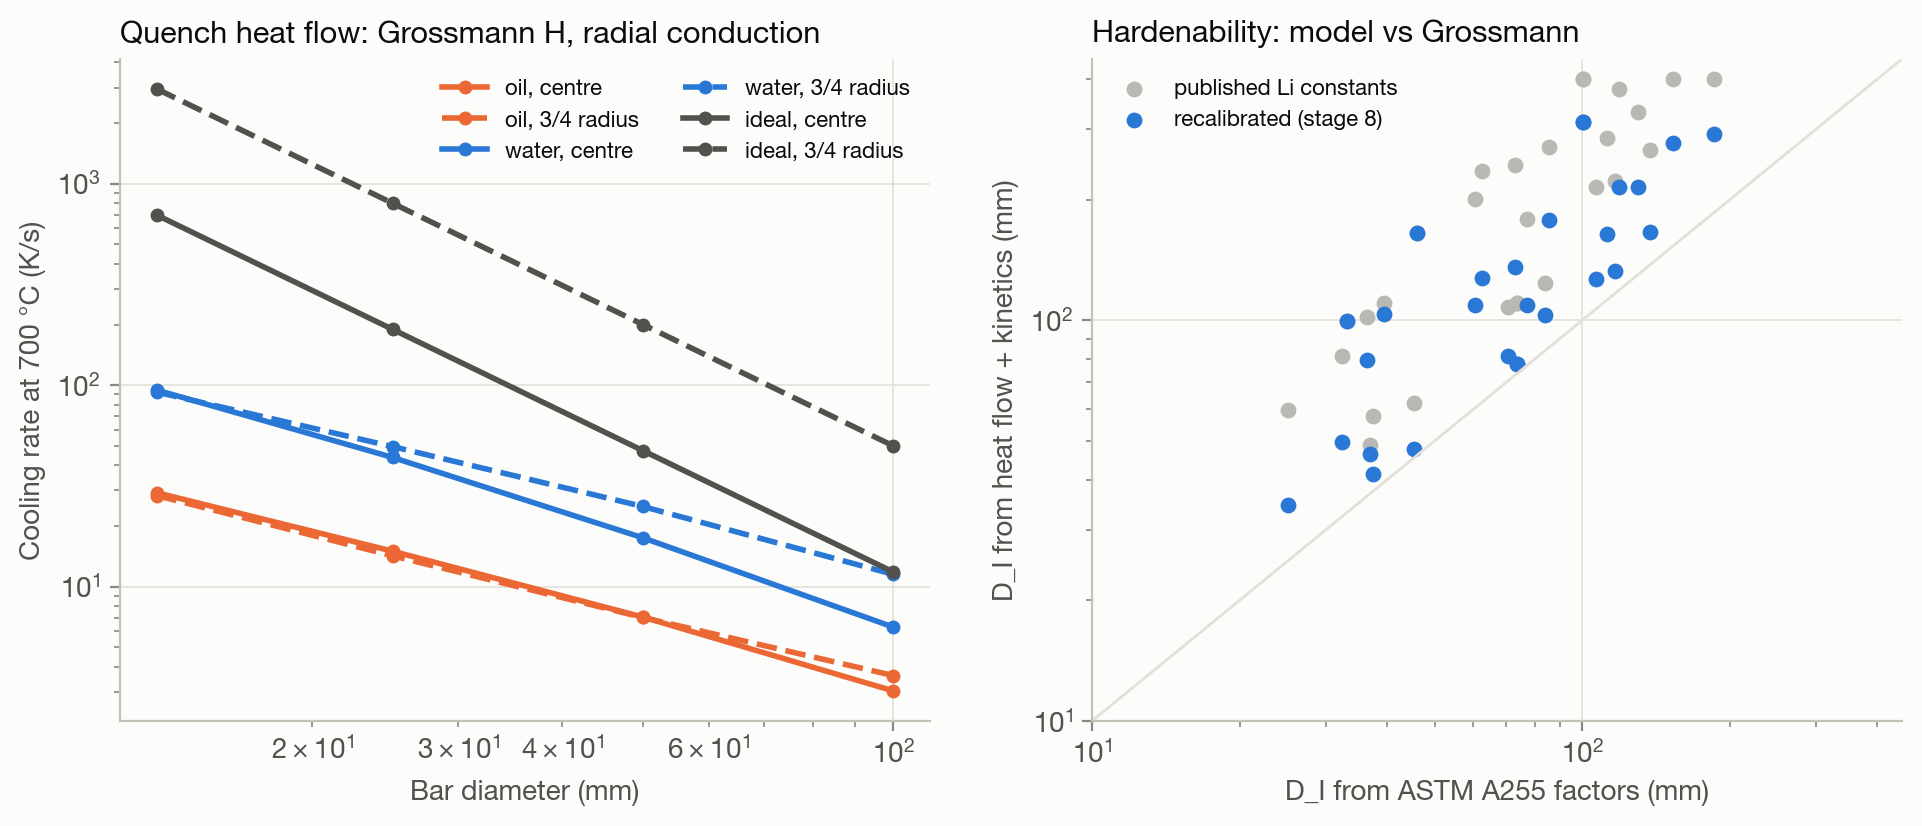 Quench heat flow: Grossmann H, radial conduction
oil, centre
oil, 3/4 radius
water, centre
water, 3/4 radius
ideal, centre
ideal, 3/4 radius
Cooling rate at 700 °C (K/s)
10³
10²
10¹
2 × 10¹
3 × 10¹
4 × 10¹
6 × 10¹
10²
Bar diameter (mm)
Hardenability: model vs Grossmann
published Li constants
recalibrated (stage 8)
D_I from heat flow + kinetics (mm)
10²
10¹
10¹
10²
D_I from ASTM A255 factors (mm)